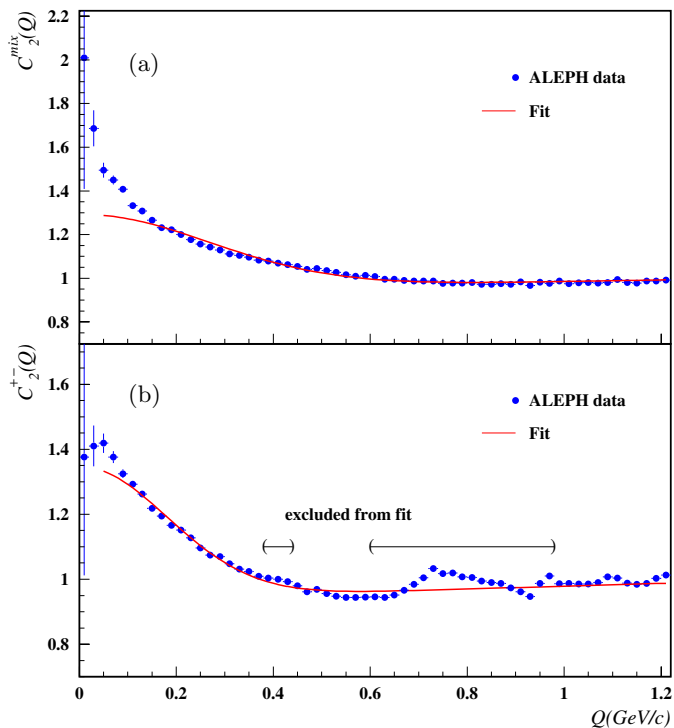 C₂ᵐⁱˣ(Q)
2.2
2
1.8
1.6
1.4
1.2
1
0.8
(a)
ALEPH data
Fit
C₂⁺⁻(Q)
1.6
1.4
1.2
1
0.8
(b)
ALEPH data
Fit
excluded from fit
0 0.2 0.4 0.6 0.8 1 1.2
Q(GeV/c)